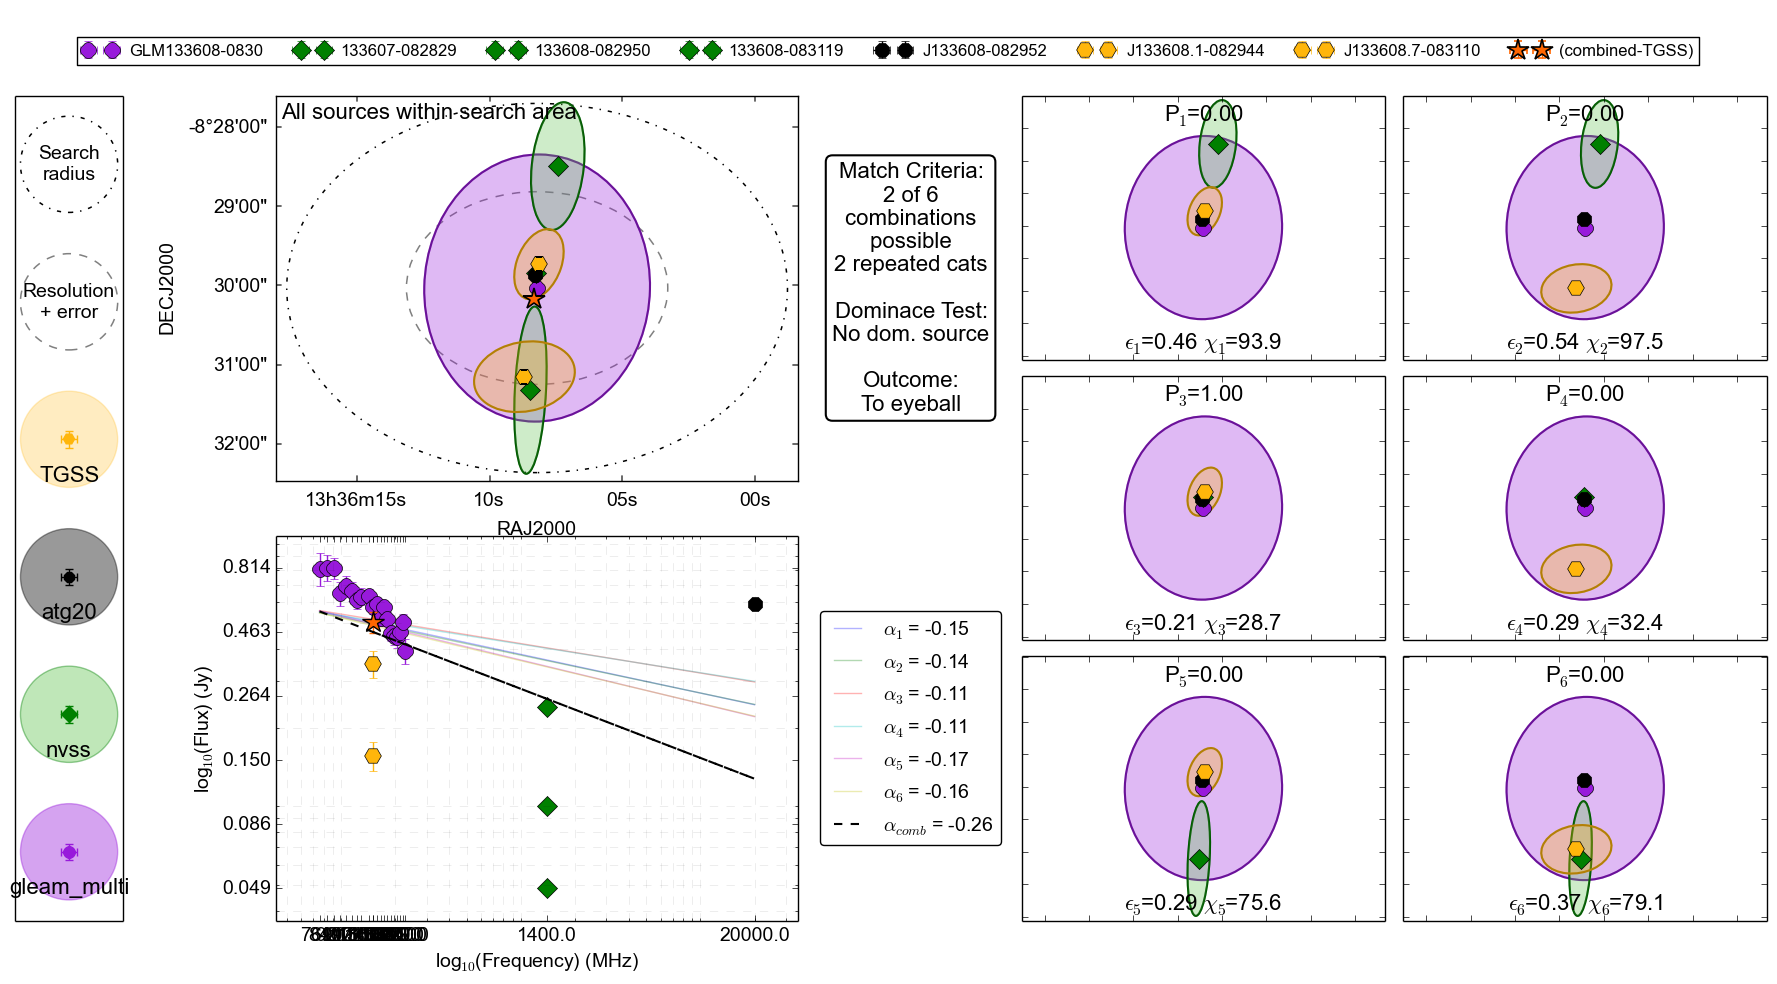 GLM133608-0830 133607-082829 133608-082950 133608-083119 J133608-082952 J133608.1-082944 J133608.7-083110 (combined-TGSS)
Search
radius
Resolution
+ error
TGSS
atg20
nvss
gleam_multi
All sources within search area
DECJ2000
-8°28'00"
29'00"
30'00"
31'00"
32'00"
13h36m15s 10s 05s 00s
RAJ2000
Match Criteria:
2 of 6
combinations
possible
2 repeated cats
Dominace Test:
No dom. source
Outcome:
To eyeball
log₁₀(Flux) (Jy)
0.814
0.463
0.264
0.150
0.086
0.049
1400.0 20000.0
log₁₀(Frequency) (MHz)
α₁ = -0.15
α₂ = -0.14
α₃ = -0.11
α₄ = -0.11
α₅ = -0.17
α₆ = -0.16
α_comb = -0.26
P₁=0.00
ϵ₁=0.46 χ₁=93.9
P₂=0.00
ϵ₂=0.54 χ₂=97.5
P₃=1.00
ϵ₃=0.21 χ₃=28.7
P₄=0.00
ϵ₄=0.29 χ₄=32.4
P₅=0.00
ϵ₅=0.29 χ₅=75.6
P₆=0.00
ϵ₆=0.37 χ₆=79.1